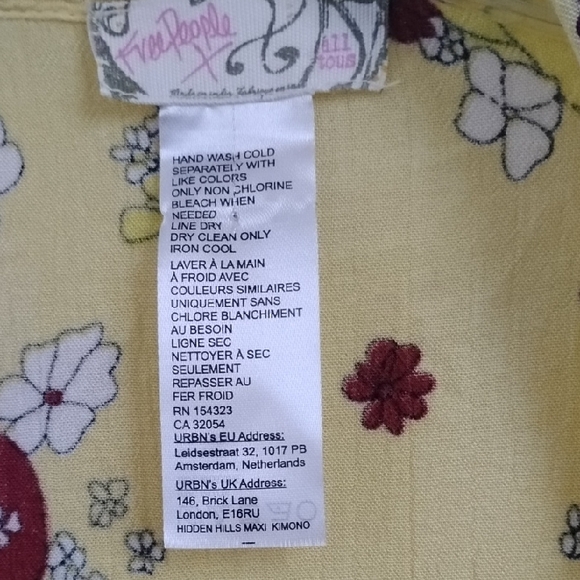 Free People
all
tous
HAND WASH COLD
SEPARATELY WITH
LIKE COLORS
ONLY NON CHLORINE
BLEACH WHEN
NEEDED
LINE DRY
DRY CLEAN ONLY
IRON COOL
LAVER À LA MAIN
À FROID AVEC
COULEURS SIMILAIRES
UNIQUEMENT SANS
CHLORE BLANCHIMENT
AU BESOIN
LIGNE SEC
NETTOYER À SEC
SEULEMENT
REPASSER AU
FER FROID
RN 154323
CA 32054
URBN's EU Address:
Leidsestraat 32, 1017 PB
Amsterdam, Netherlands
URBN's UK Address:
146, Brick Lane
London, E16RU
HIDDEN HILLS MAXI KIMONO